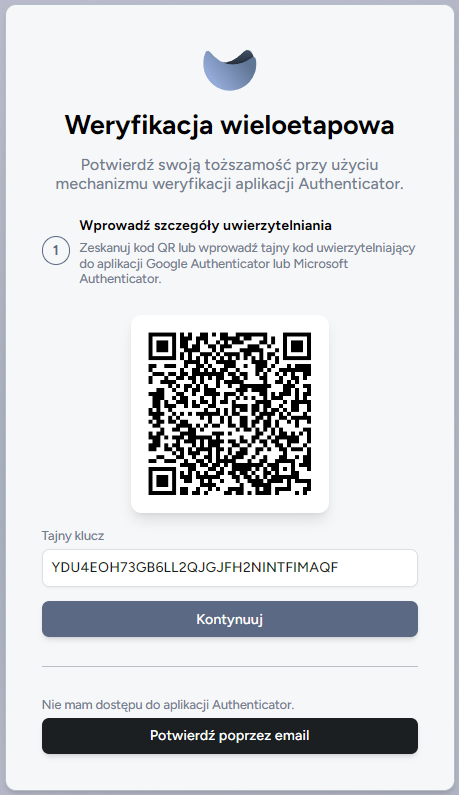 Weryfikacja wieloetapowa
Potwierdź swoją toższamość przy użyciu
mechanizmu weryfikacji aplikacji Authenticator.
Wprowadź szczegóły uwierzytelniania
1
Zeskanuj kod QR lub wprowadź tajny kod uwierzytelniający
do aplikacji Google Authenticator lub Microsoft
Authenticator.
Tajny klucz
YDU4EOH73GB6LL2QJGJFH2NINTFIMAQF
Kontynuuj
Nie mam dostępu do aplikacji Authenticator.
Potwierdź poprzez email